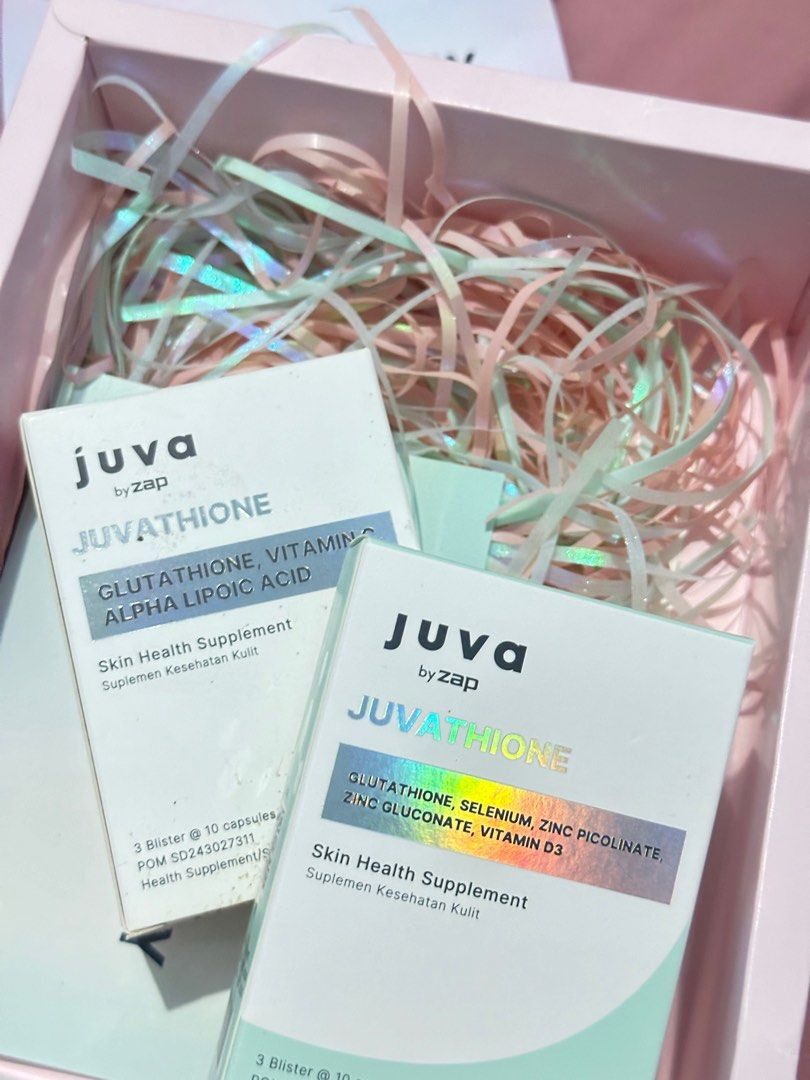 juva
by zap
JUVATHIONE
GLUTATHIONE, VITAMIN
ALPHA LIPOIC ACID
Skin Health Supplement
Suplemen Kesehatan Kulit
3 Blister @ 10 capsules
POM SD243027311
Health Supplement/S
juva
by zap
JUVATHIONE
GLUTATHIONE, SELENIUM, ZINC PICOLINATE,
ZINC GLUCONATE, VITAMIN D3
Skin Health Supplement
Suplemen Kesehatan Kulit
3 Blister @ 10